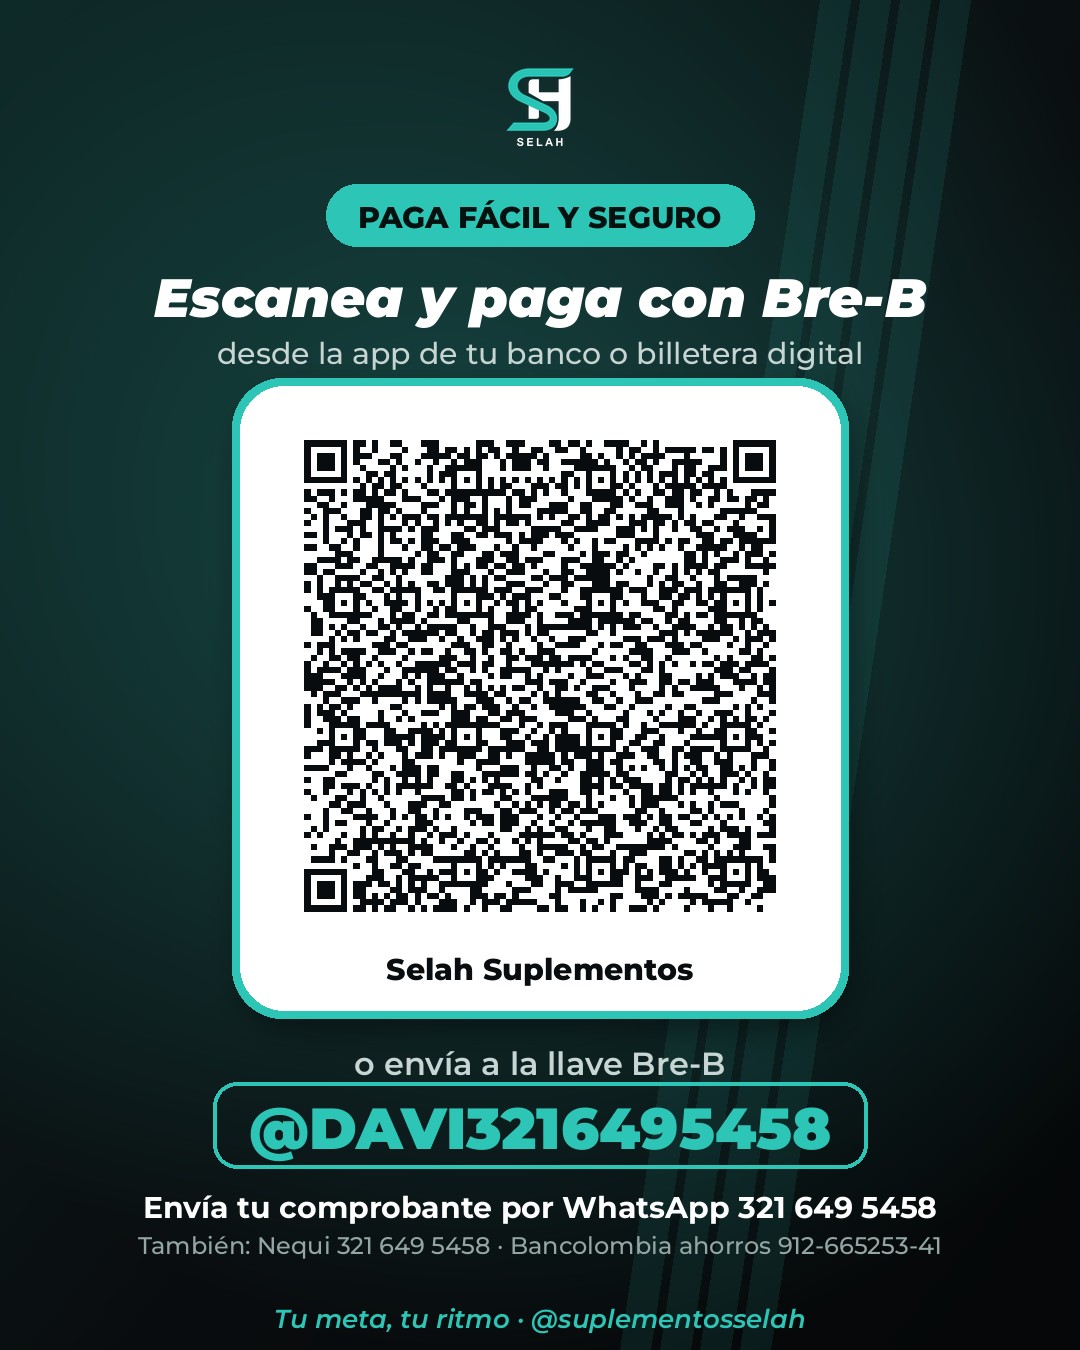 SH
SELAH
PAGA FÁCIL Y SEGURO
Escanea y paga con Bre-B
desde la app de tu banco o billetera digital
Selah Suplementos
o envía a la llave Bre-B
@DAVI3216495458
Envía tu comprobante por WhatsApp 321 649 5458
También: Nequi 321 649 5458 · Bancolombia ahorros 912-665253-41
Tu meta, tu ritmo · @suplementosselah